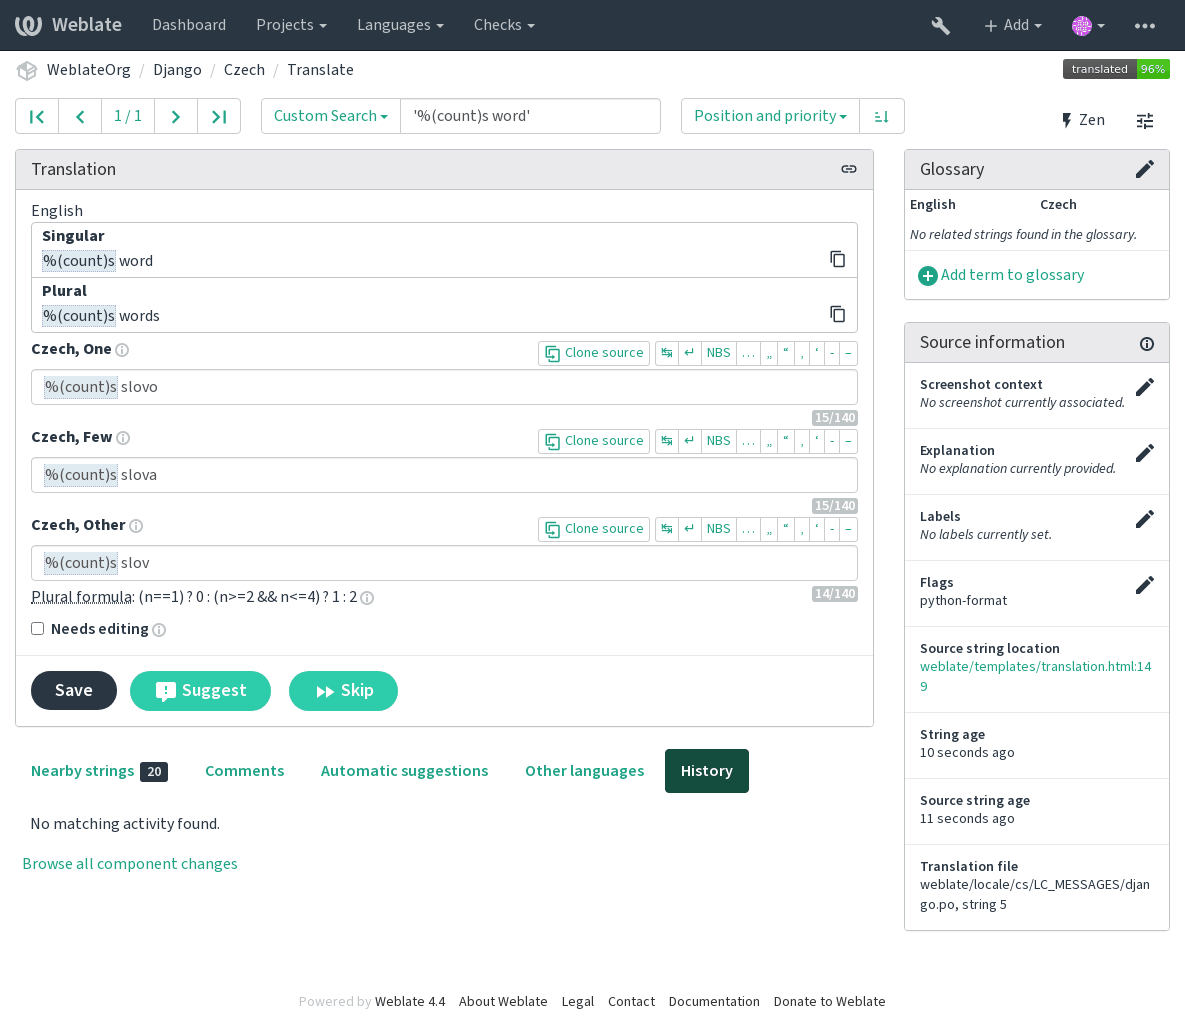 Weblate Dashboard Projects Languages Checks Add
WeblateOrg / Django / Czech / Translate translated 96%
1 / 1 Custom Search '%(count)s word' Position and priority Zen
Translation
English
Singular
%(count)s word
Plural
%(count)s words
Czech, One Clone source ↹ ↵ NBS … „ “ ‚ ‘ - –
%(count)s slovo
15/140
Czech, Few Clone source ↹ ↵ NBS … „ “ ‚ ‘ - –
%(count)s slova
15/140
Czech, Other Clone source ↹ ↵ NBS … „ “ ‚ ‘ - –
%(count)s slov
14/140
Plural formula: (n==1) ? 0 : (n>=2 && n<=4) ? 1 : 2
Needs editing
Save Suggest Skip
Nearby strings 20 Comments Automatic suggestions Other languages History
No matching activity found.
Browse all component changes
Glossary
English Czech
No related strings found in the glossary.
Add term to glossary
Source information
Screenshot context
No screenshot currently associated.
Explanation
No explanation currently provided.
Labels
No labels currently set.
Flags
python-format
Source string location
weblate/templates/translation.html:14
9
String age
10 seconds ago
Source string age
11 seconds ago
Translation file
weblate/locale/cs/LC_MESSAGES/djan
go.po, string 5
Powered by Weblate 4.4 About Weblate Legal Contact Documentation Donate to Weblate